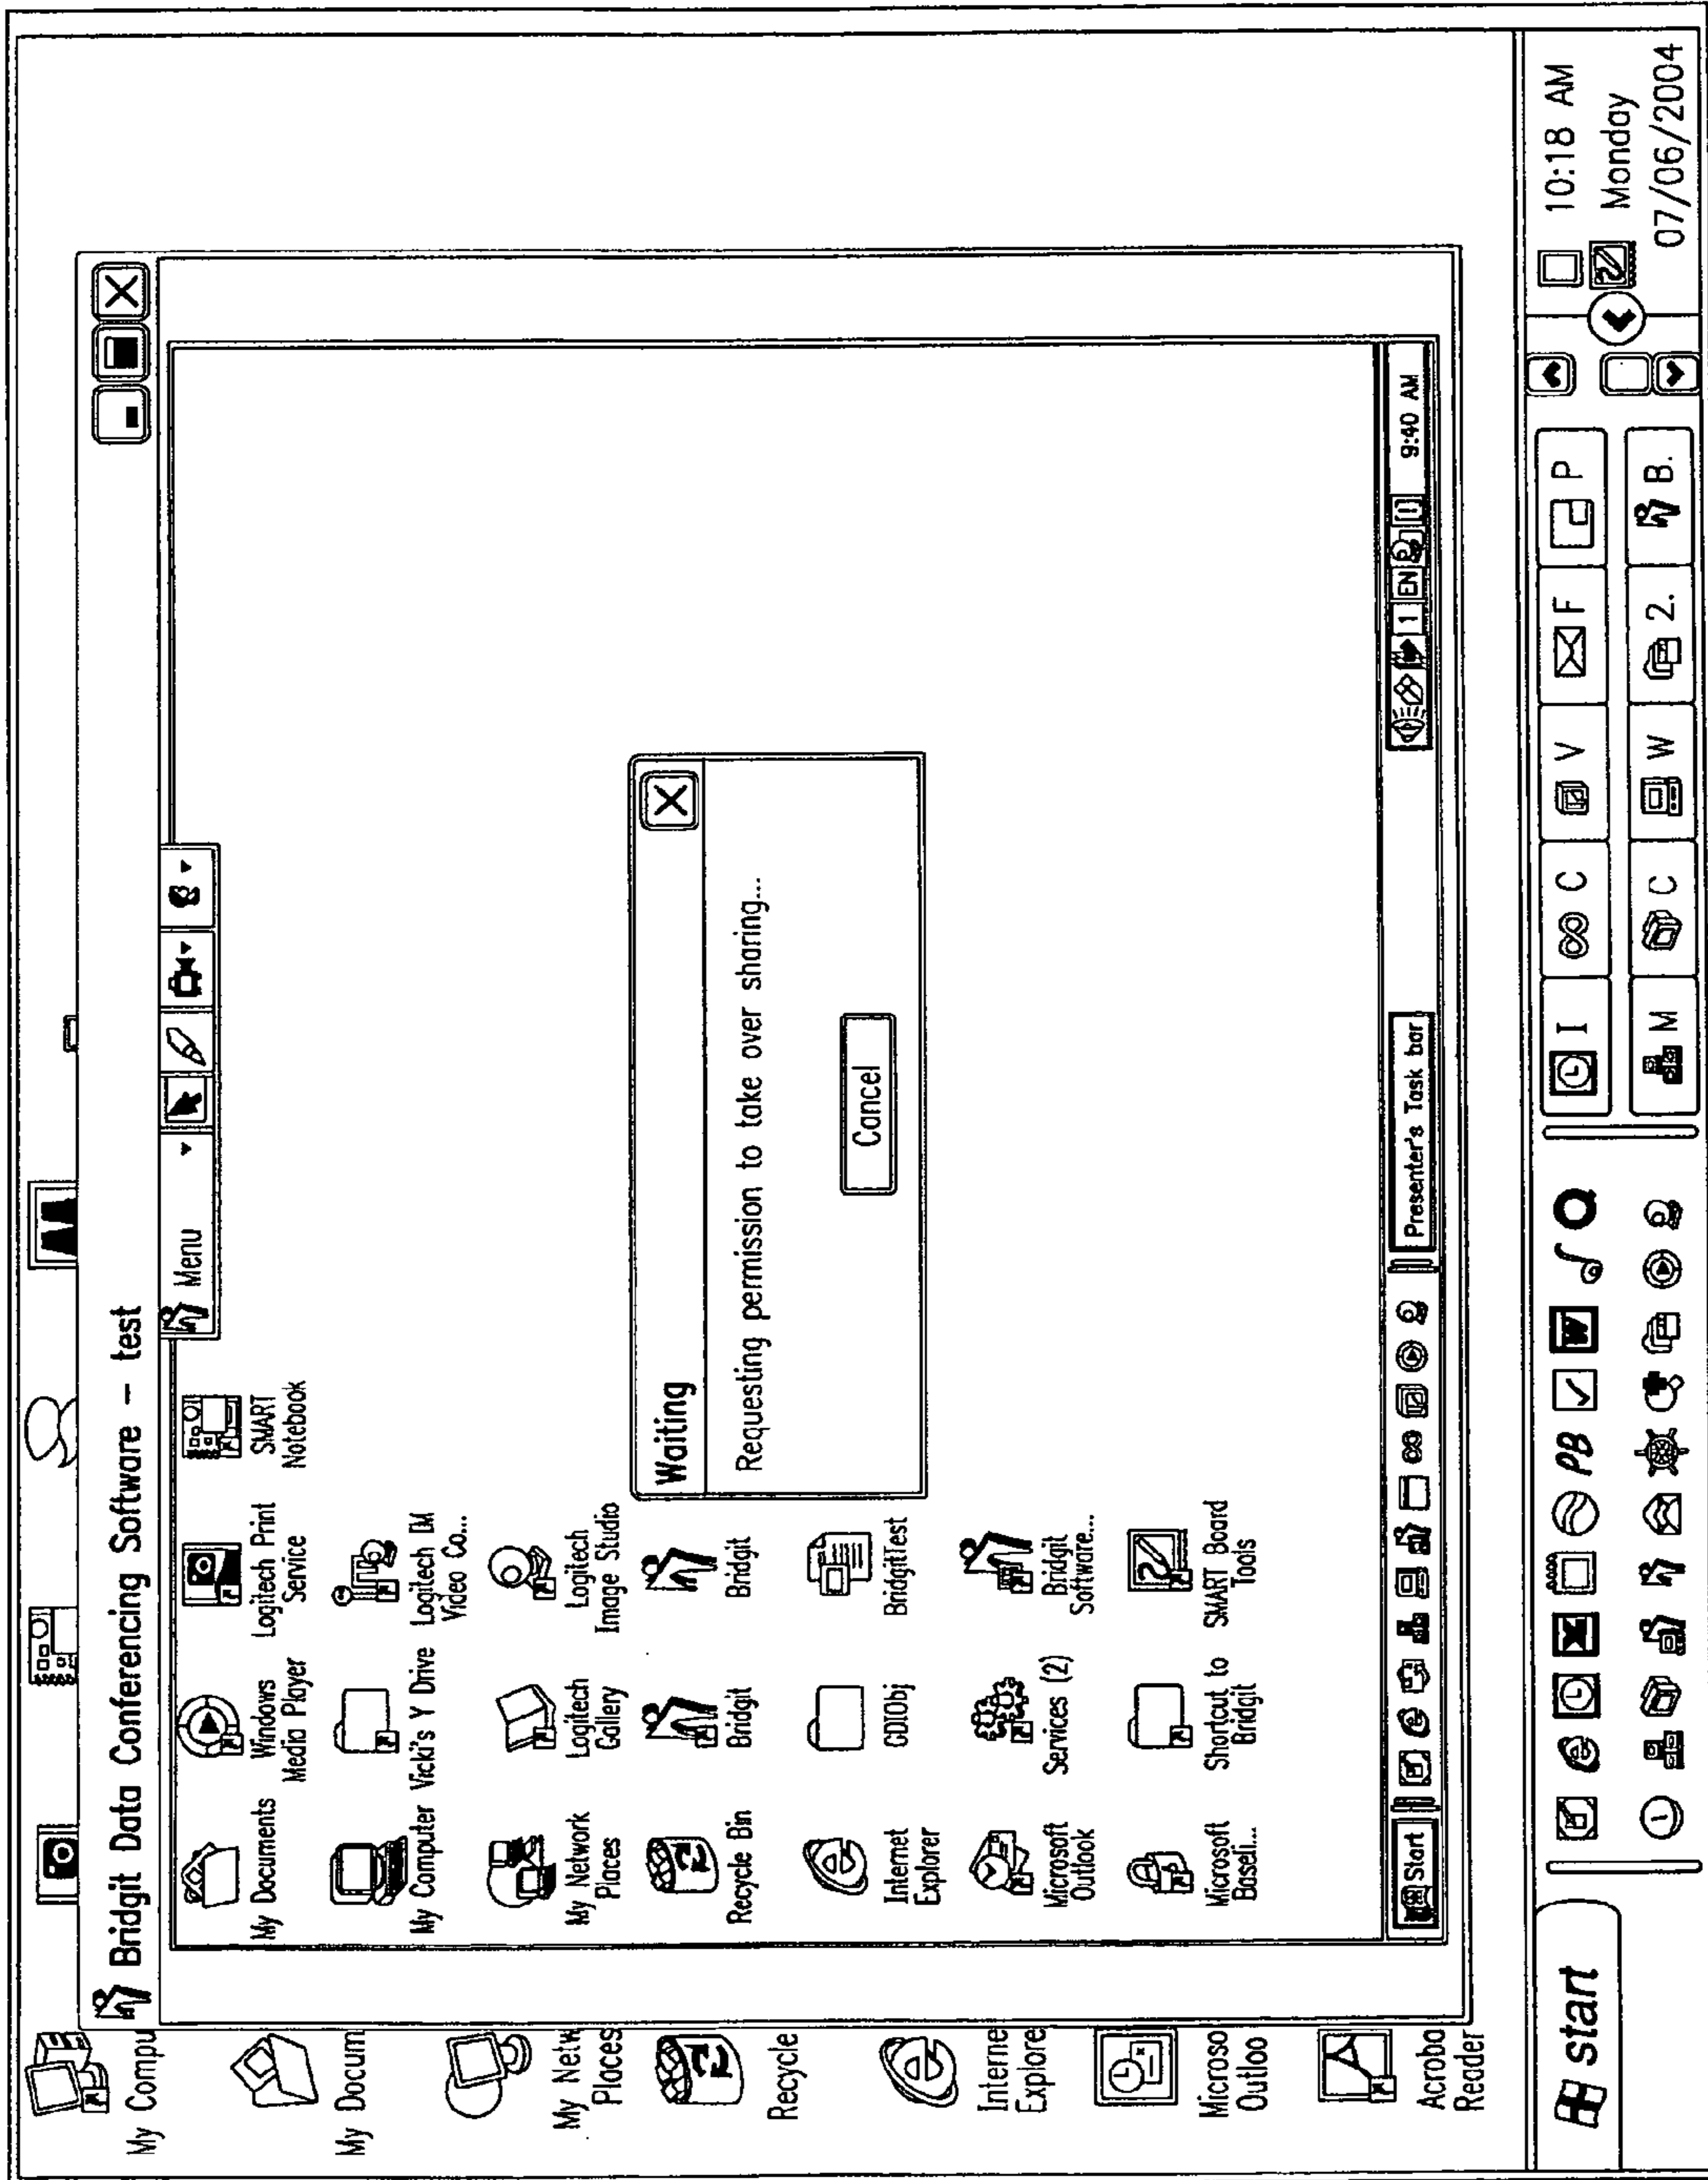 My Compu
My Docum
My Netw
Places
Recycle
Interne
Explore
Microso
Outloo
Acroba
Reader
Bridgit Data Conferencing Software - test
Menu
My Documents
Windows
Media Player
Logitech Print
Service
SMART
Notebook
My Computer
Vicki's Y Drive
Logitech IM
Video Co...
My Network
Places
Logitech
Gallery
Logitech
Image Studio
Recycle Bin
Bridgit
Bridgit
Internet
Explorer
BridgitTest
Microsoft
Outlook
Services (2)
Bridgit
Software...
Microsoft
Baseli...
Shortcut to
Bridgit
SMART Board
Tools
Waiting
Requesting permission to take over sharing...
Cancel
Start
Presenter's Task bar
1 EN
9:40 AM
start
PB W
I C V F P
M C W 2. B.
10:18 AM
Monday
07/06/2004